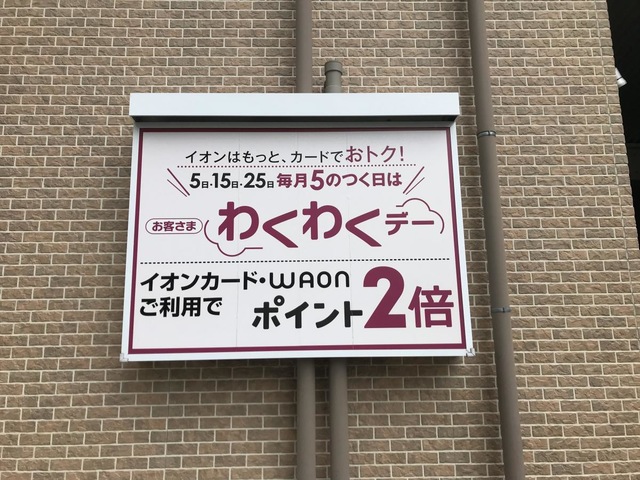 イオンはもっと、カードでおトク!
5日・15日・25日毎月5のつく日は
お客さま わくわくデー
イオンカード・WAON
ご利用で ポイント2倍